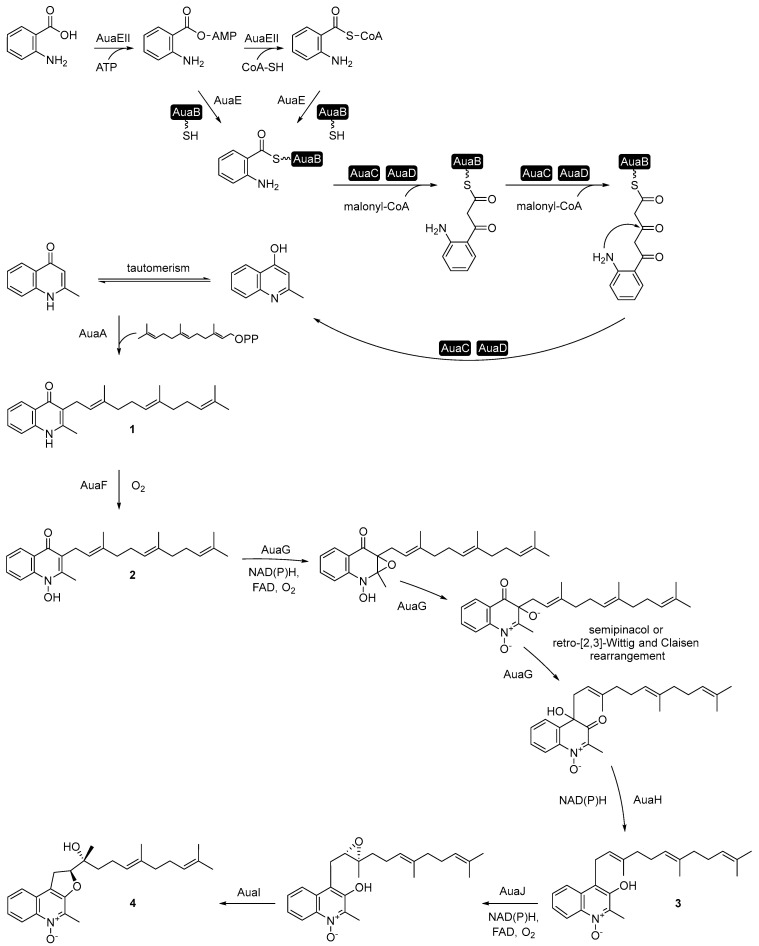 O
OH
NH₂
AuaEII
ATP
O
O-AMP
NH₂
AuaEII
CoA-SH
O
S-CoA
NH₂
AuaE
AuaB
SH
AuaE
AuaB
SH
O
S
AuaB
NH₂
AuaC AuaD
malonyl-CoA
AuaB
S
O
O
H₂N
AuaC AuaD
malonyl-CoA
AuaB
S
O
O
H₂N
O
O
N
H
tautomerism
OH
N
AuaA
OPP
AuaC AuaD
O
N
H
1
AuaF
O₂
O
N
OH
2
AuaG
NAD(P)H,
FAD, O₂
O
O
N
OH
AuaG
O
O-
N+
O-
semipinacol or
retro-[2,3]-Wittig and Claisen
rearrangement
AuaG
HO
O
N+
O-
NAD(P)H
AuaH
OH
N+
O-
3
AuaJ
NAD(P)H,
FAD, O₂
O
OH
N+
O-
AuaI
HO
O
N+
O-
4